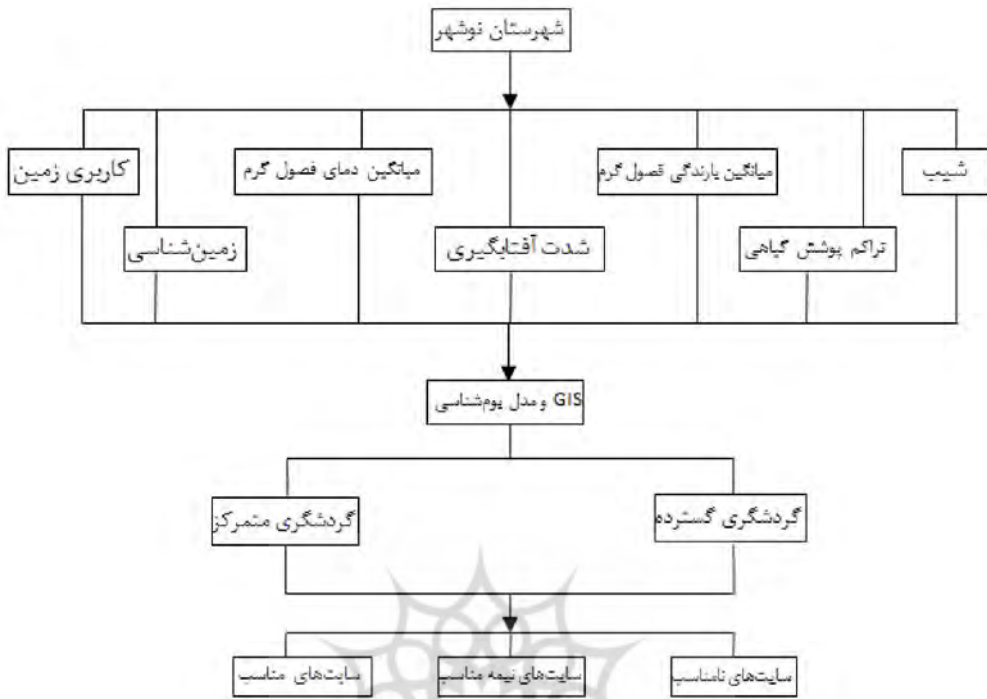 شهرستان نوشهر
شیب
میانگین بارندگی فصول گرم
میانگین دمای فصول گرم
کاربری زمین
تراکم پوشش گیاهی
شدت آفتابگیری
زمین‌شناسی
GIS و مدل بوم‌شناسی
گردشگری گسترده
گردشگری متمرکز
سایت‌های نامناسب
سایت‌های نیمه مناسب
سایت‌های مناسب